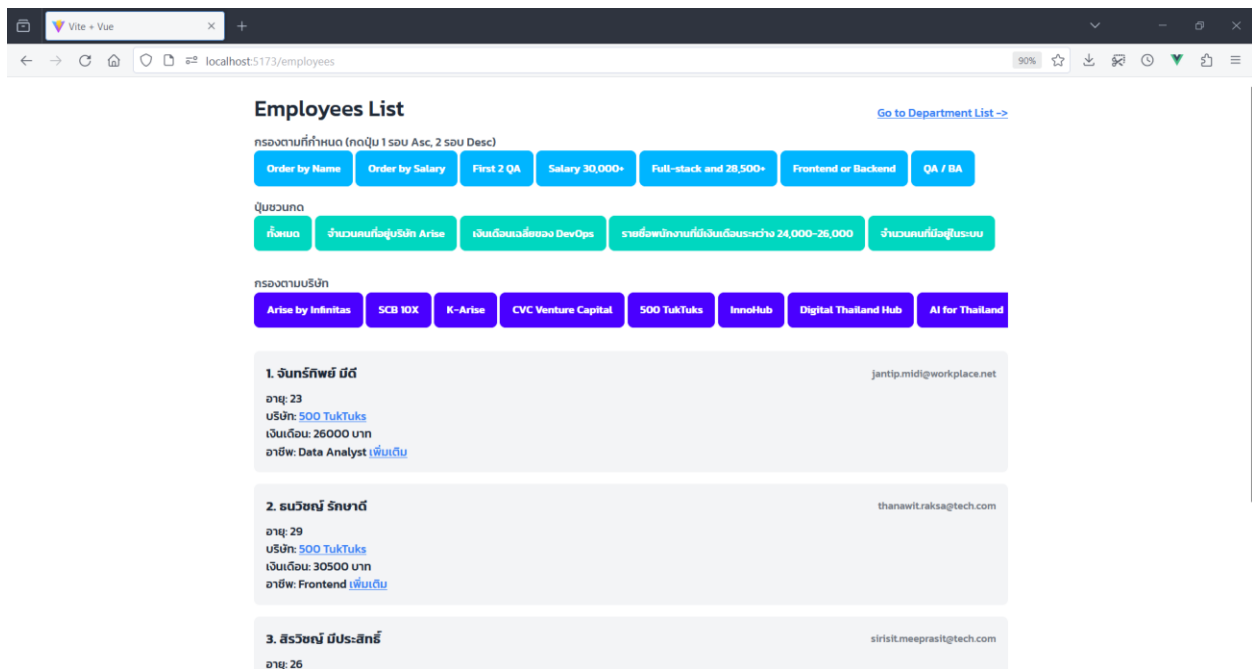 Vite + Vue
localhost:5173/employees
90%
Employees List
Go to Department List ->
กรองตามที่กำหนด (กดปุ่ม 1 รอบ Asc, 2 รอบ Desc)
Order by Name Order by Salary First 2 QA Salary 30,000+ Full-stack and 28,500+ Frontend or Backend QA / BA
ปุ่มชวนกด
ทั้งหมด จำนวนคนที่อยู่บริษัท Arise เงินเดือนเฉลี่ยของ DevOps รายชื่อพนักงานที่มีเงินเดือนระหว่าง 24,000-26,000 จำนวนคนที่มีอยู่ในระบบ
กรองตามบริษัท
Arise by Infinitas SCB 10X K-Arise CVC Venture Capital 500 TukTuks InnoHub Digital Thailand Hub AI for Thailand
1. จันทร์ทิพย์ มีดี
jantip.midi@workplace.net
อายุ: 23
บริษัท: 500 TukTuks
เงินเดือน: 26000 บาท
อาชีพ: Data Analyst เพิ่มเติม
2. ธนวิชญ์ รักษาดี
thanawit.raksa@tech.com
อายุ: 29
บริษัท: 500 TukTuks
เงินเดือน: 30500 บาท
อาชีพ: Frontend เพิ่มเติม
3. สิรวิชญ์ มีประสิทธิ์
sirisit.meeprasit@tech.com
อายุ: 26